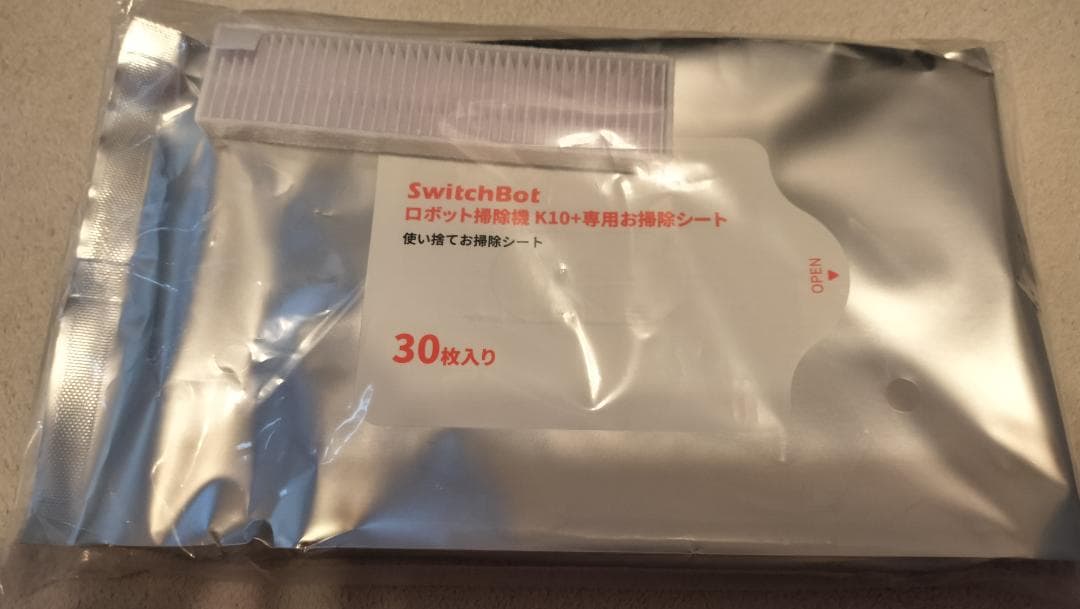 SwitchBot
ロボット掃除機 K10+専用お掃除シート
使い捨てお掃除シート
OPEN
30枚入り